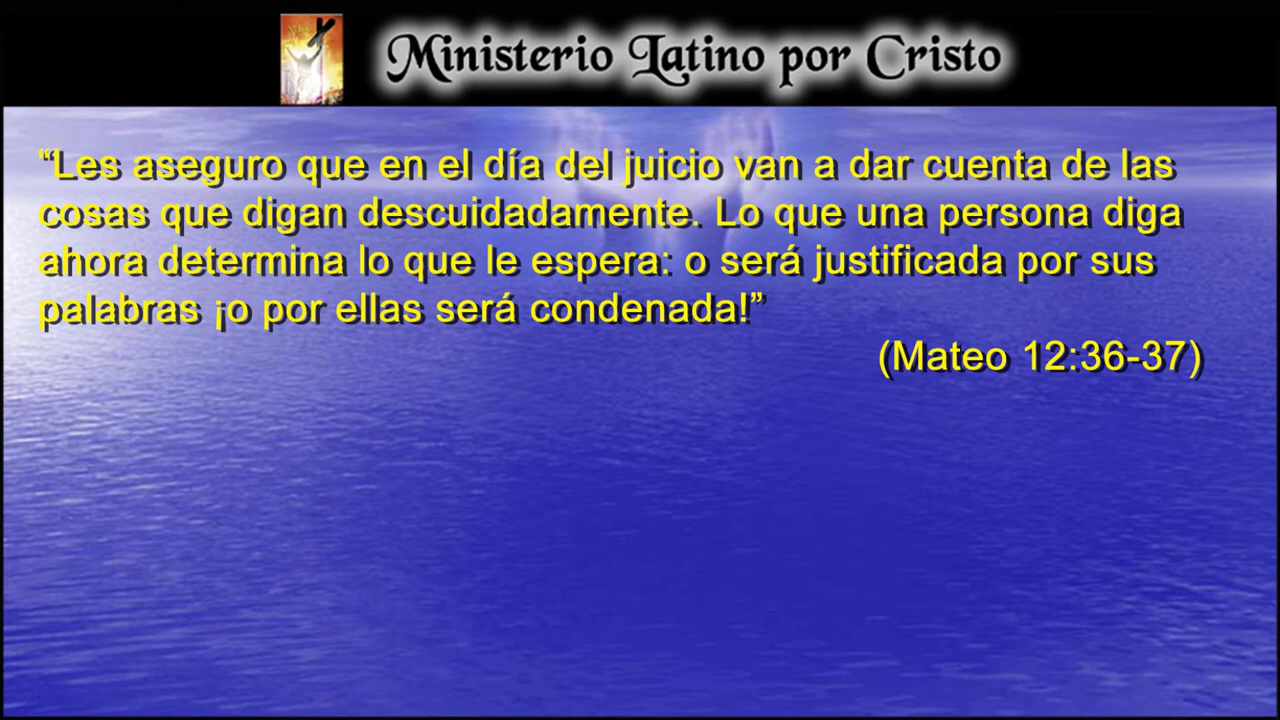 Ministerio Latino por Cristo
“Les aseguro que en el día del juicio van a dar cuenta de las
cosas que digan descuidadamente. Lo que una persona diga
ahora determina lo que le espera: o será justificada por sus
palabras ¡o por ellas será condenada!”
(Mateo 12:36-37)